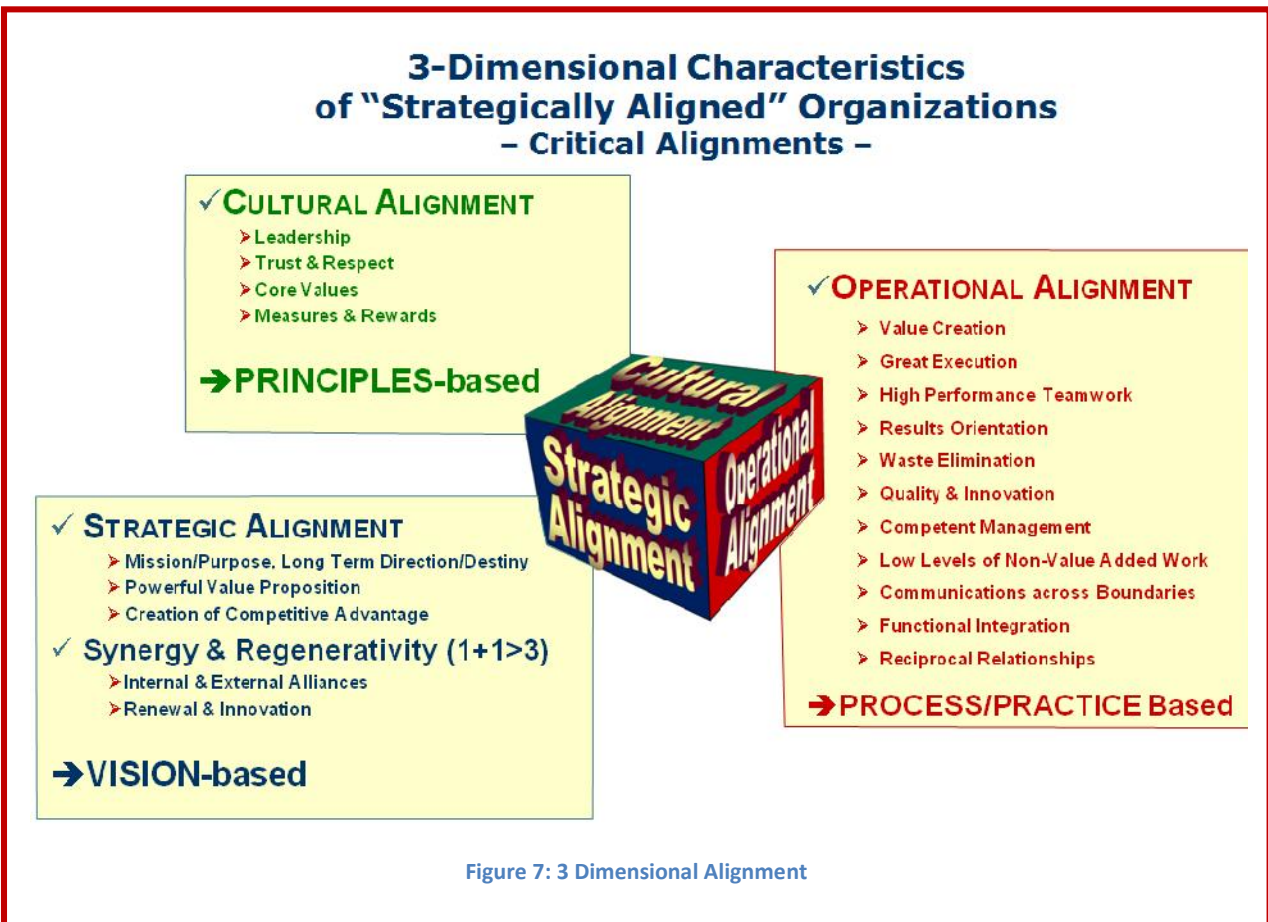 3-Dimensional Characteristics
of “Strategically Aligned” Organizations
– Critical Alignments –
✓ CULTURAL ALIGNMENT
➢ Leadership
➢ Trust & Respect
➢ Core Values
➢ Measures & Rewards
➔ PRINCIPLES-based
✓ STRATEGIC ALIGNMENT
➢ Mission/Purpose, Long Term Direction/Destiny
➢ Powerful Value Proposition
➢ Creation of Competitive Advantage
✓ Synergy & Regenerativity (1+1>3)
➢ Internal & External Alliances
➢ Renewal & Innovation
➔ VISION-based
Cultural
Alignment
Strategic
Alignment
Operational
Alignment
✓ OPERATIONAL ALIGNMENT
➢ Value Creation
➢ Great Execution
➢ High Performance Teamwork
➢ Results Orientation
➢ Waste Elimination
➢ Quality & Innovation
➢ Competent Management
➢ Low Levels of Non-Value Added Work
➢ Communications across Boundaries
➢ Functional Integration
➢ Reciprocal Relationships
➔ PROCESS/PRACTICE Based
Figure 7: 3 Dimensional Alignment